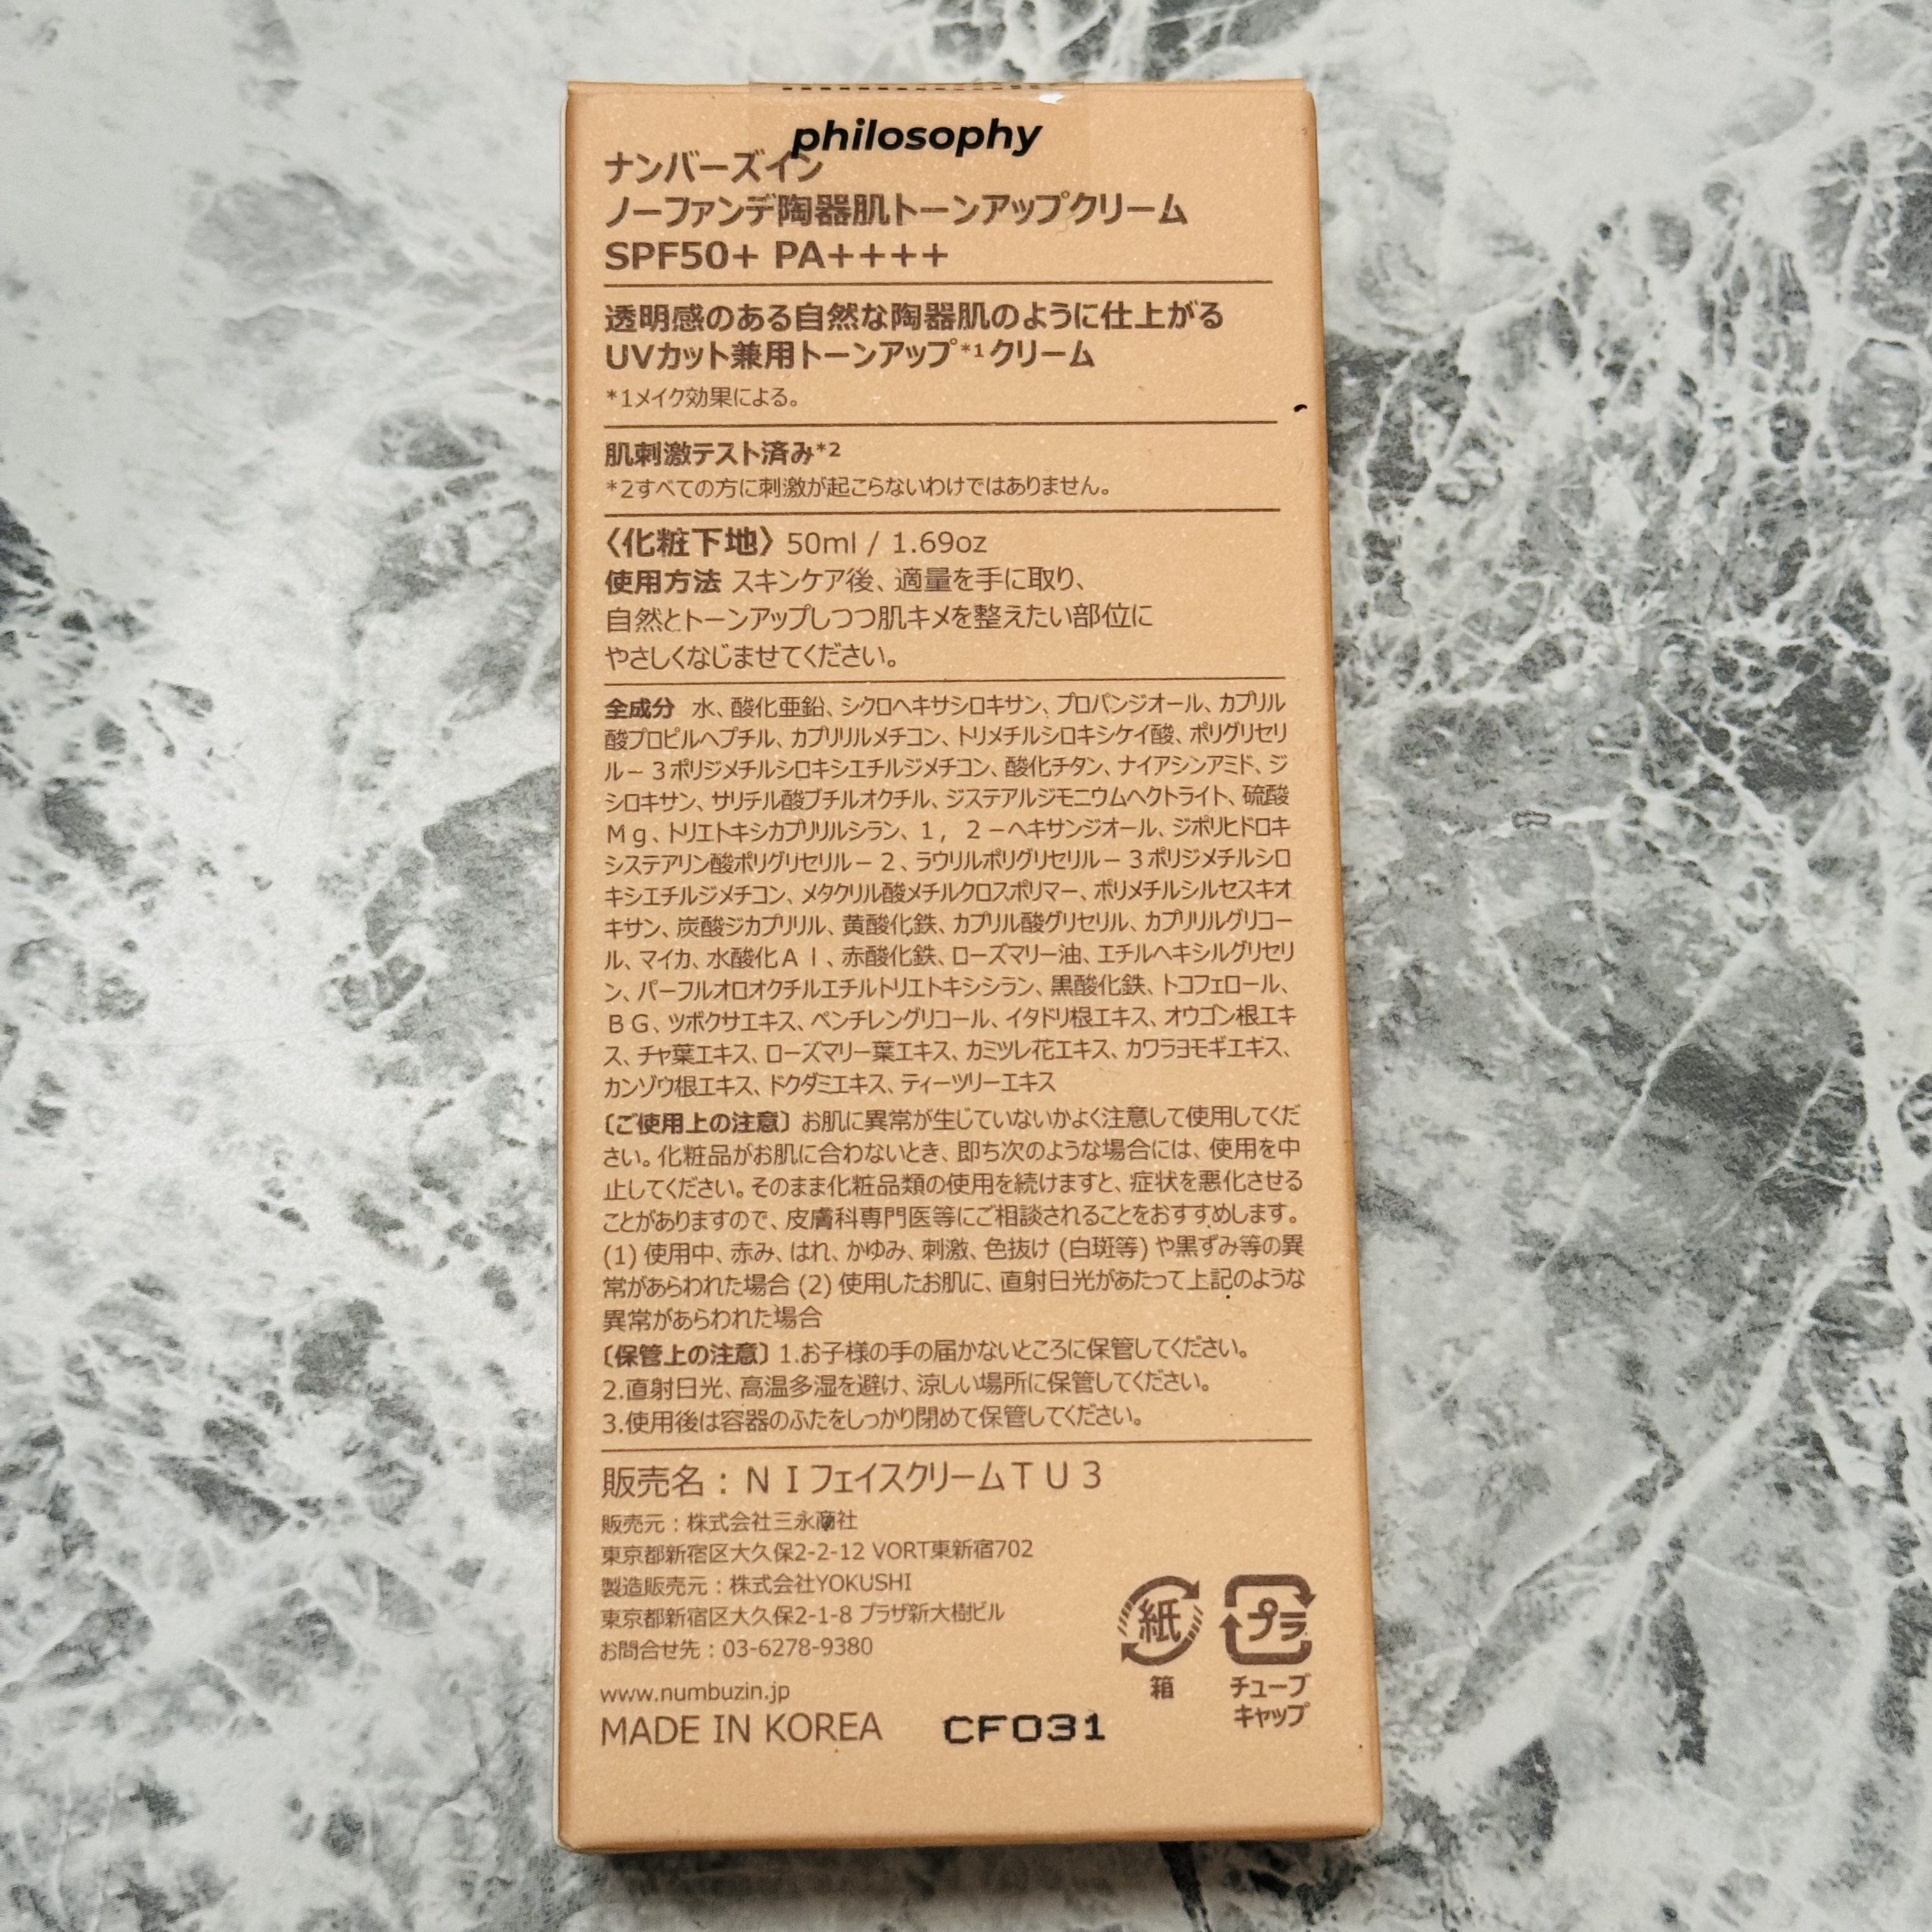 philosophy
ナンバーズイン
ノーファンデ陶器肌トーンアップクリーム
SPF50+ PA++++
透明感のある自然な陶器肌のように仕上がる
UVカット兼用トーンアップ*1クリーム
*1メイク効果による。
肌刺激テスト済み*2
*2すべての方に刺激が起こらないわけではありません。
〈化粧下地〉50ml / 1.69oz
使用方法 スキンケア後、適量を手に取り、
自然とトーンアップしつつ肌キメを整えたい部位に
やさしくなじませてください。
全成分 水、酸化亜鉛、シクロヘキサシロキサン、プロパンジオール、カプリル
酸プロピルヘプチル、カプリリルメチコン、トリメチルシロキシケイ酸、ポリグリセリ
ル－３ポリジメチルシロキシエチルジメチコン、酸化チタン、ナイアシンアミド、ジ
シロキサン、サリチル酸ブチルオクチル、ジステアルジモニウムヘクトライト、硫酸
Ｍｇ、トリエトキシカプリリルシラン、１，２－ヘキサンジオール、ジポリヒドロキ
システアリン酸ポリグリセリル－２、ラウリルポリグリセリル－３ポリジメチルシロ
キシエチルジメチコン、メタクリル酸メチルクロスポリマー、ポリメチルシルセスキオ
キサン、炭酸ジカプリリル、黄酸化鉄、カプリル酸グリセリル、カプリリルグリコー
ル、マイカ、水酸化Ａｌ、赤酸化鉄、ローズマリー油、エチルヘキシルグリセリ
ン、パーフルオロオクチルエチルトリエトキシシラン、黒酸化鉄、トコフェロール、
ＢＧ、ツボクサエキス、ペンチレングリコール、イタドリ根エキス、オウゴン根エキ
ス、チャ葉エキス、ローズマリー葉エキス、カミツレ花エキス、カワラヨモギエキス、
カンゾウ根エキス、ドクダミエキス、ティーツリーエキス
〔ご使用上の注意〕お肌に異常が生じていないかよく注意して使用してくだ
さい。化粧品がお肌に合わないとき、即ち次のような場合には、使用を中
止してください。そのまま化粧品類の使用を続けますと、症状を悪化させる
ことがありますので、皮膚科専門医等にご相談されることをおすすめします。
(1) 使用中、赤み、はれ、かゆみ、刺激、色抜け (白斑等) や黒ずみ等の異
常があらわれた場合 (2) 使用したお肌に、直射日光があたって上記のような
異常があらわれた場合
〔保管上の注意〕1.お子様の手の届かないところに保管してください。
2.直射日光、高温多湿を避け、涼しい場所に保管してください。
3.使用後は容器のふたをしっかり閉めて保管してください。
販売名：ＮＩフェイスクリームＴＵ３
販売元：株式会社三永商社
東京都新宿区大久保2-2-12 VORT東新宿702
製造販売元：株式会社YOKUSHI
東京都新宿区大久保2-1-8 プラザ新大樹ビル
お問合せ先：03-6278-9380
www.numbuzin.jp
MADE IN KOREA
CF031
紙
箱
プラ
チューブ
キャップ